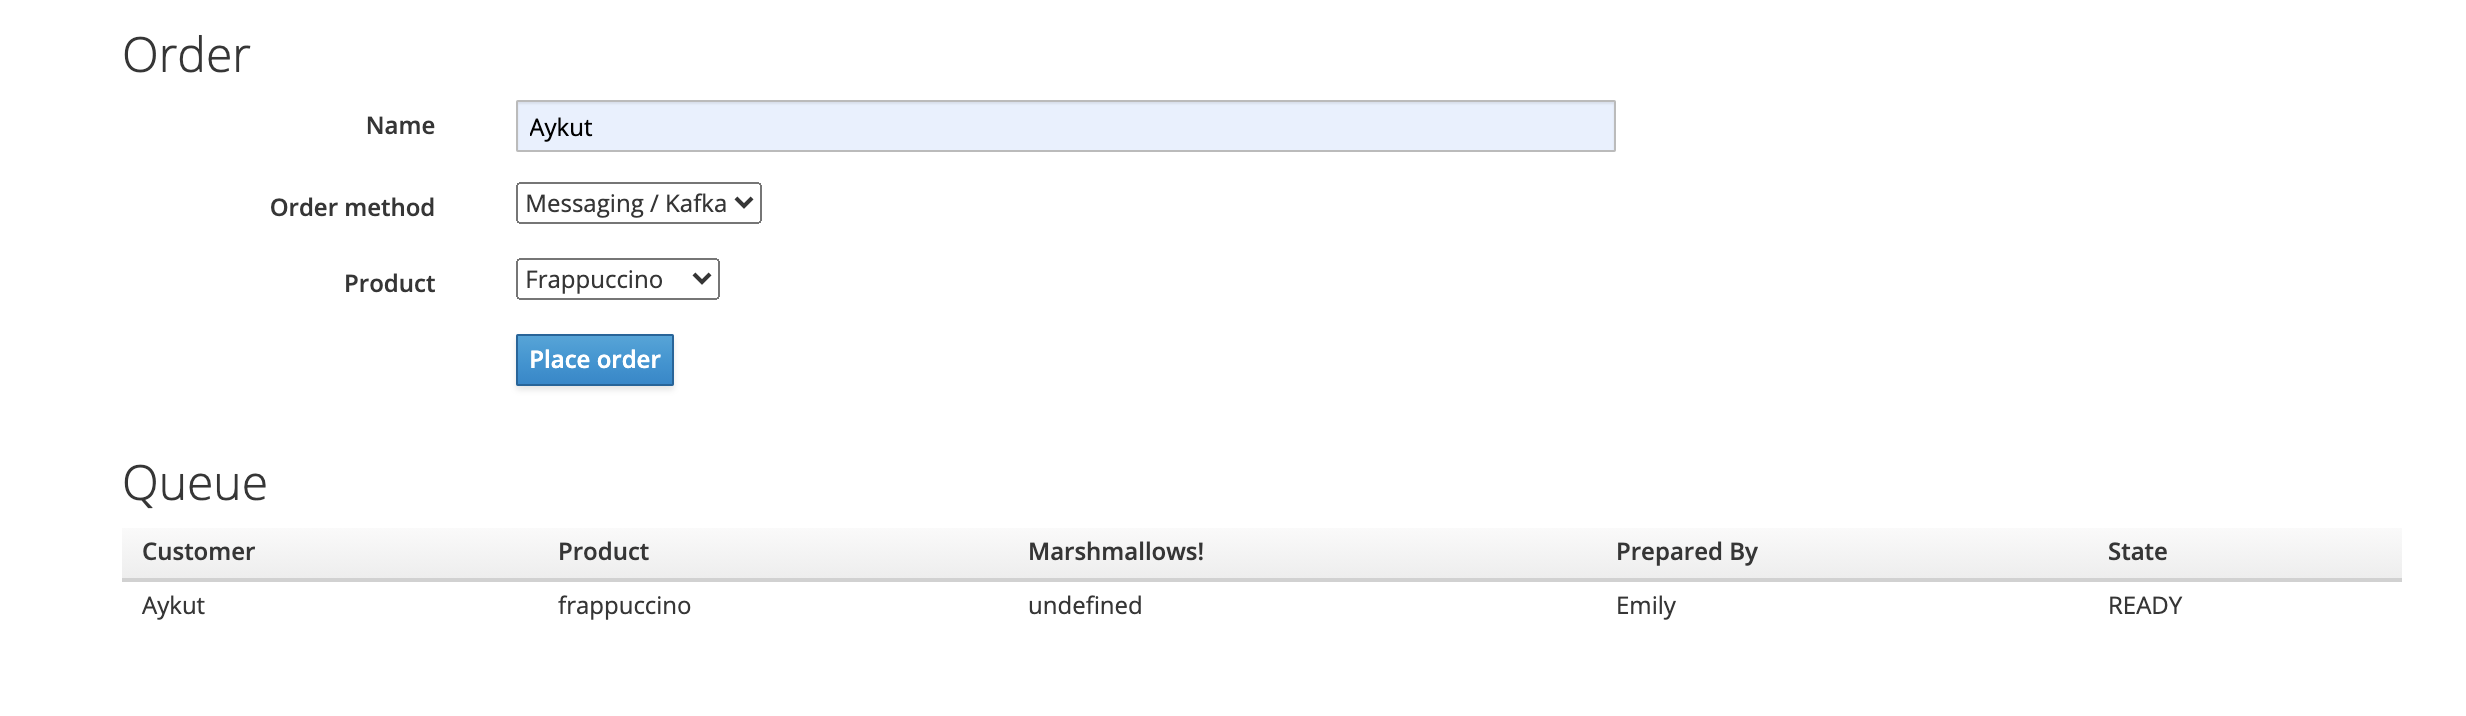 Order
Name Aykut
Order method Messaging / Kafka
Product Frappuccino
Place order
Queue
Customer Product Marshmallows! Prepared By State
Aykut frappuccino undefined Emily READY